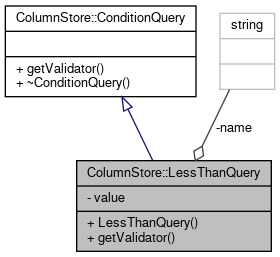 ColumnStore::ConditionQuery
+ getValidator()
+ ~ConditionQuery()
string
-name
ColumnStore::LessThanQuery
- value
+ LessThanQuery()
+ getValidator()